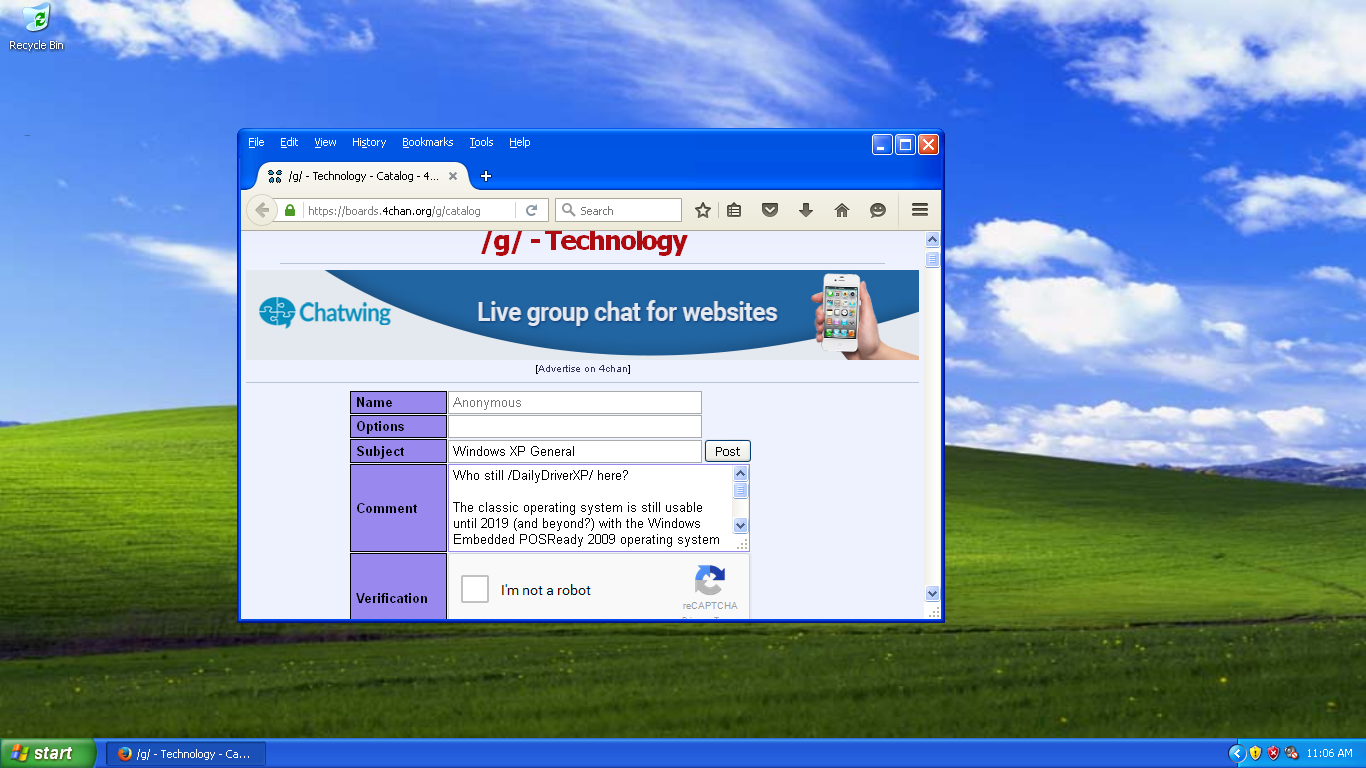 Recycle Bin
File Edit View History Bookmarks Tools Help
/g/ - Technology - Catalog - 4...
https://boards.4chan.org/g/catalog
Search
/g/ - Technology
Chatwing
Live group chat for websites
[Advertise on 4chan]
Name Anonymous
Options
Subject Windows XP General Post
Comment
Who still /DailyDriverXP/ here?
The classic operating system is still usable
until 2019 (and beyond?) with the Windows
Embedded POSReady 2009 operating system
Verification
I'm not a robot
reCAPTCHA
start
/g/ - Technology - Ca...
11:06 AM